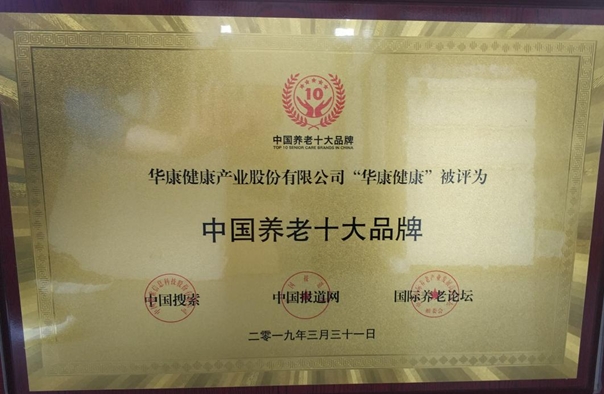 10
中国养老十大品牌
TOP 10 SENIOR CARE BRANDS IN CHINA
华康健康产业股份有限公司“华康健康”被评为
中国养老十大品牌
中国搜索 中国报道网 国际养老论坛
二零一九年三月三十一日